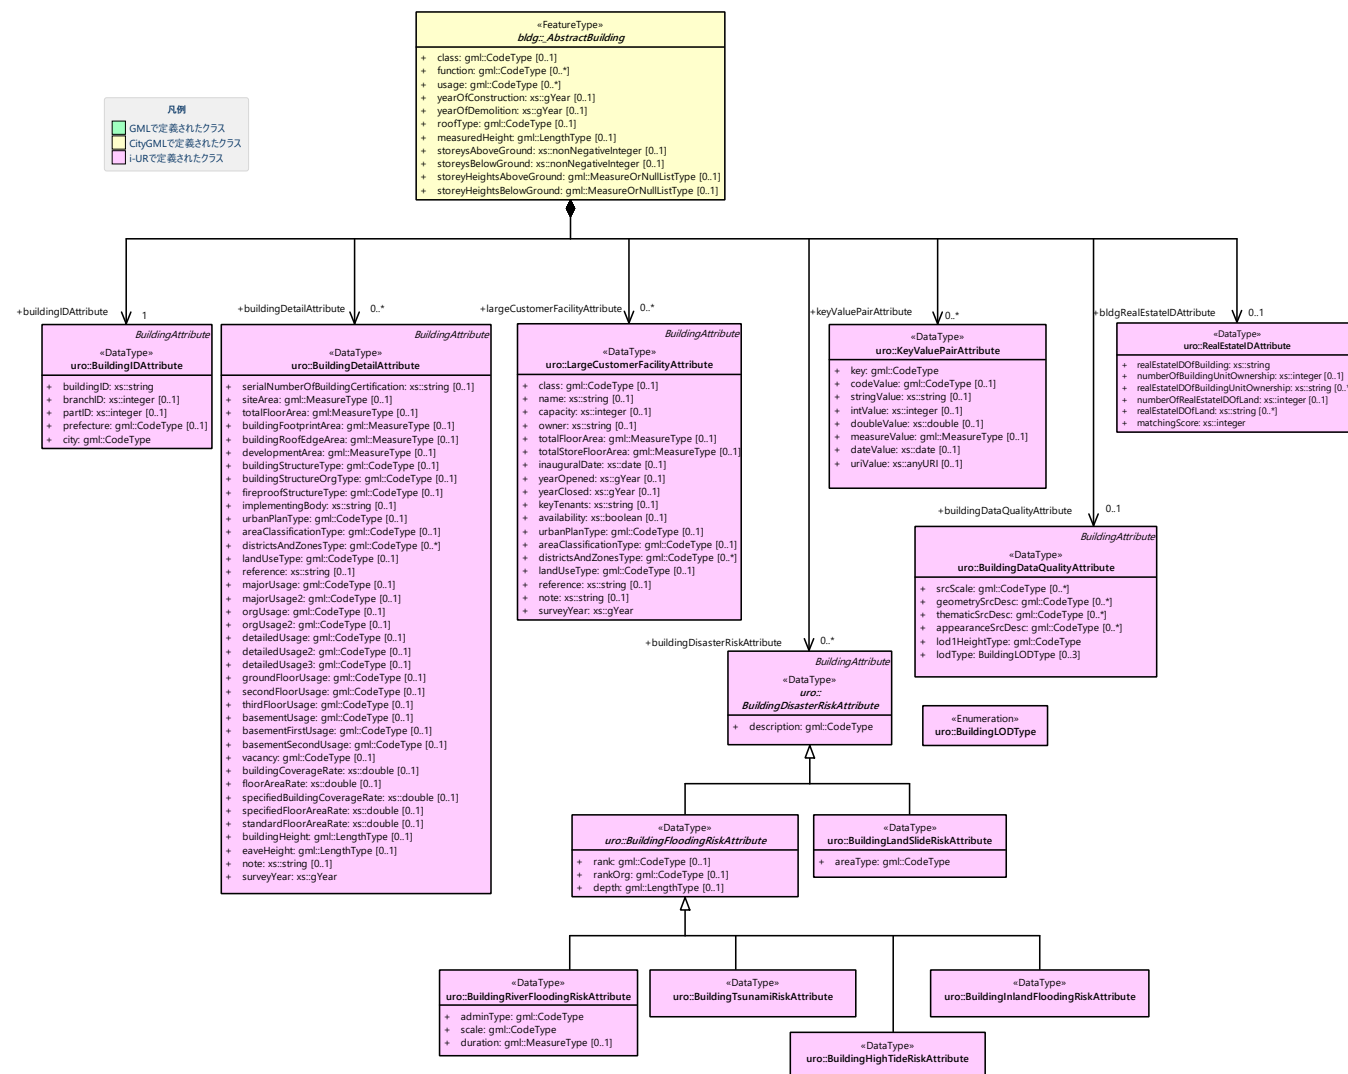 «FeatureType»
bldg::_AbstractBuilding
+ class: gml::CodeType [0..1]
+ function: gml::CodeType [0..*]
+ usage: gml::CodeType [0..*]
+ yearOfConstruction: xs::gYear [0..1]
+ yearOfDemolition: xs::gYear [0..1]
+ roofType: gml::CodeType [0..1]
+ measuredHeight: gml::LengthType [0..1]
+ storeysAboveGround: xs::nonNegativeInteger [0..1]
+ storeysBelowGround: xs::nonNegativeInteger [0..1]
+ storeyHeightsAboveGround: gml::MeasureOrNullListType [0..1]
+ storeyHeightsBelowGround: gml::MeasureOrNullListType [0..1]
凡例
GMLで定義されたクラス
CityGMLで定義されたクラス
i-URで定義されたクラス
+buildingIDAttribute
1
BuildingAttribute
«DataType»
uro::BuildingIDAttribute
+ buildingID: xs::string
+ branchID: xs::integer [0..1]
+ partID: xs::integer [0..1]
+ prefecture: gml::CodeType [0..1]
+ city: gml::CodeType
+buildingDetailAttribute
0..*
BuildingAttribute
«DataType»
uro::BuildingDetailAttribute
+ serialNumberOfBuildingCertification: xs::string [0..1]
+ siteArea: gml::MeasureType [0..1]
+ totalFloorArea: gml:MeasureType [0..1]
+ buildingFootprintArea: gml::MeasureType [0..1]
+ buildingRoofEdgeArea: gml::MeasureType [0..1]
+ developmentArea: gml::MeasureType [0..1]
+ buildingStructureType: gml::CodeType [0..1]
+ buildingStructureOrgType: gml::CodeType [0..1]
+ fireproofStructureType: gml::CodeType [0..1]
+ implementingBody: xs::string [0..1]
+ urbanPlanType: gml::CodeType [0..1]
+ areaClassificationType: gml::CodeType [0..1]
+ districtsAndZonesType: gml::CodeType [0..*]
+ landUseType: gml::CodeType [0..1]
+ reference: xs::string [0..1]
+ majorUsage: gml::CodeType [0..1]
+ majorUsage2: gml::CodeType [0..1]
+ orgUsage: gml::CodeType [0..1]
+ orgUsage2: gml::CodeType [0..1]
+ detailedUsage: gml::CodeType [0..1]
+ detailedUsage2: gml::CodeType [0..1]
+ detailedUsage3: gml::CodeType [0..1]
+ groundFloorUsage: gml::CodeType [0..1]
+ secondFloorUsage: gml::CodeType [0..1]
+ thirdFloorUsage: gml::CodeType [0..1]
+ basementUsage: gml::CodeType [0..1]
+ basementFirstUsage: gml::CodeType [0..1]
+ basementSecondUsage: gml::CodeType [0..1]
+ vacancy: gml::CodeType [0..1]
+ buildingCoverageRate: xs::double [0..1]
+ floorAreaRate: xs::double [0..1]
+ specifiedBuildingCoverageRate: xs::double [0..1]
+ specifiedFloorAreaRate: xs::double [0..1]
+ standardFloorAreaRate: xs::double [0..1]
+ buildingHeight: gml::LengthType [0..1]
+ eaveHeight: gml::LengthType [0..1]
+ note: xs::string [0..1]
+ surveyYear: xs::gYear
+largeCustomerFacilityAttribute
0..*
BuildingAttribute
«DataType»
uro::LargeCustomerFacilityAttribute
+ class: gml::CodeType [0..1]
+ name: xs::string [0..1]
+ capacity: xs::integer [0..1]
+ owner: xs::string [0..1]
+ totalFloorArea: gml::MeasureType [0..1]
+ totalStoreFloorArea: gml::MeasureType [0..1]
+ inauguralDate: xs::date [0..1]
+ yearOpened: xs::gYear [0..1]
+ yearClosed: xs::gYear [0..1]
+ keyTenants: xs::string [0..1]
+ availability: xs::boolean [0..1]
+ urbanPlanType: gml::CodeType [0..1]
+ areaClassificationType: gml::CodeType [0..1]
+ districtsAndZonesType: gml::CodeType [0..*]
+ landUseType: gml::CodeType [0..1]
+ reference: xs::string [0..1]
+ note: xs::string [0..1]
+ surveyYear: xs::gYear
+keyValuePairAttribute
0..*
«DataType»
uro::KeyValuePairAttribute
+ key: gml::CodeType
+ codeValue: gml::CodeType [0..1]
+ stringValue: xs::string [0..1]
+ intValue: xs::integer [0..1]
+ doubleValue: xs::double [0..1]
+ measureValue: gml::MeasureType [0..1]
+ dateValue: xs::date [0..1]
+ uriValue: xs::anyURI [0..1]
+bldgRealEstateIDAttribute
0..1
«DataType»
uro::RealEstateIDAttribute
+ realEstateIDOfBuilding: xs::string
+ numberOfBuildingUnitOwnership: xs::integer [0..1]
+ realEstateIDOfBuildingUnitOwnership: xs::string [0..*
+ numberOfRealEstateIDOfLand: xs::integer [0..1]
+ realEstateIDOfLand: xs::string [0..*]
+ matchingScore: xs::integer
+buildingDataQualityAttribute
0..1
BuildingAttribute
«DataType»
uro::BuildingDataQualityAttribute
+ srcScale: gml::CodeType [0..*]
+ geometrySrcDesc: gml::CodeType [0..*]
+ thematicSrcDesc: gml::CodeType [0..*]
+ appearanceSrcDesc: gml::CodeType [0..*]
+ lod1HeightType: gml::CodeType
+ lodType: BuildingLODType [0..3]
+buildingDisasterRiskAttribute
0..*
BuildingAttribute
«DataType»
uro::
BuildingDisasterRiskAttribute
+ description: gml::CodeType
«Enumeration»
uro::BuildingLODType
«DataType»
uro::BuildingFloodingRiskAttribute
+ rank: gml::CodeType [0..1]
+ rankOrg: gml::CodeType [0..1]
+ depth: gml::LengthType [0..1]
«DataType»
uro::BuildingLandSlideRiskAttribute
+ areaType: gml::CodeType
«DataType»
uro::BuildingRiverFloodingRiskAttribute
+ adminType: gml::CodeType
+ scale: gml::CodeType
+ duration: gml::MeasureType [0..1]
«DataType»
uro::BuildingTsunamiRiskAttribute
«DataType»
uro::BuildingInlandFloodingRiskAttribute
«DataType»
uro::BuildingHighTideRiskAttribute